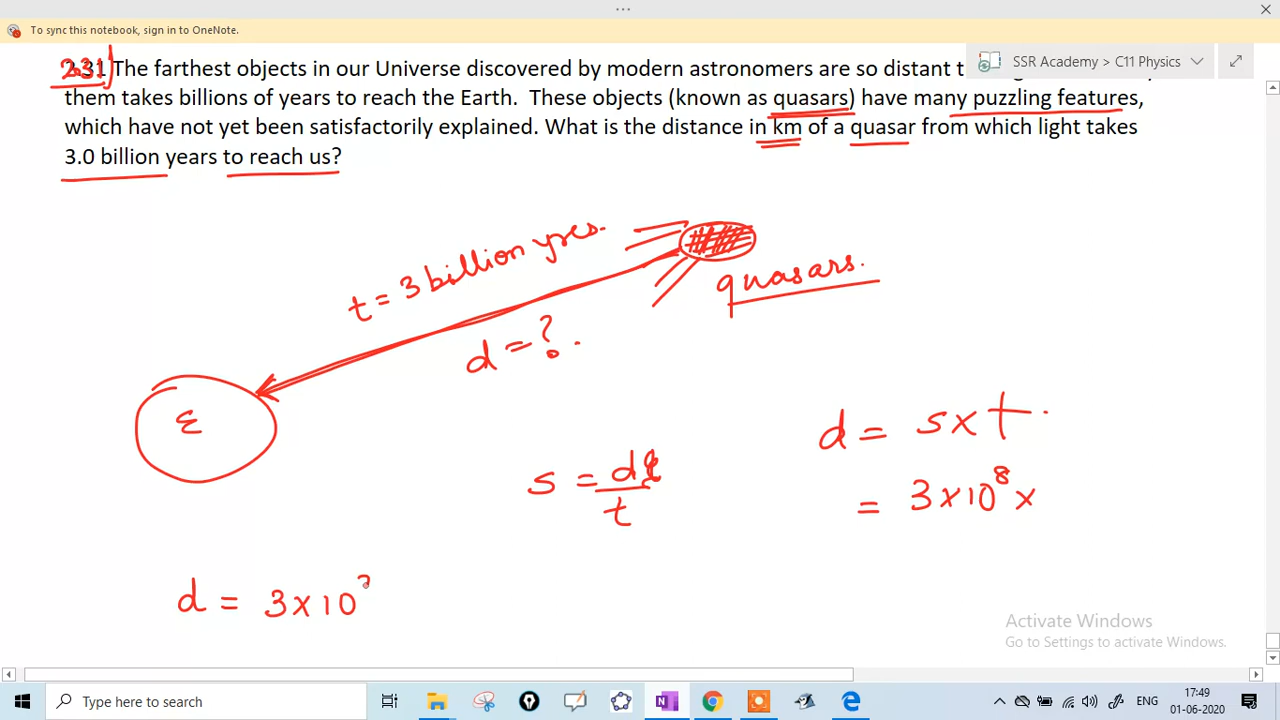 To sync this notebook, sign in to OneNote.
SSR Academy > C11 Physics
2.31) The farthest objects in our Universe discovered by modern astronomers are so distant
them takes billions of years to reach the Earth. These objects (known as quasars) have many puzzling features,
which have not yet been satisfactorily explained. What is the distance in km of a quasar from which light takes
3.0 billion years to reach us?
t = 3 billion yres.
quasars.
d = ?.
E
d = s x t.
s = d
t
= 3 x 10⁸ x
d = 3 x 10
Activate Windows
Go to Settings to activate Windows.
Type here to search
ENG
17:49
01-06-2020